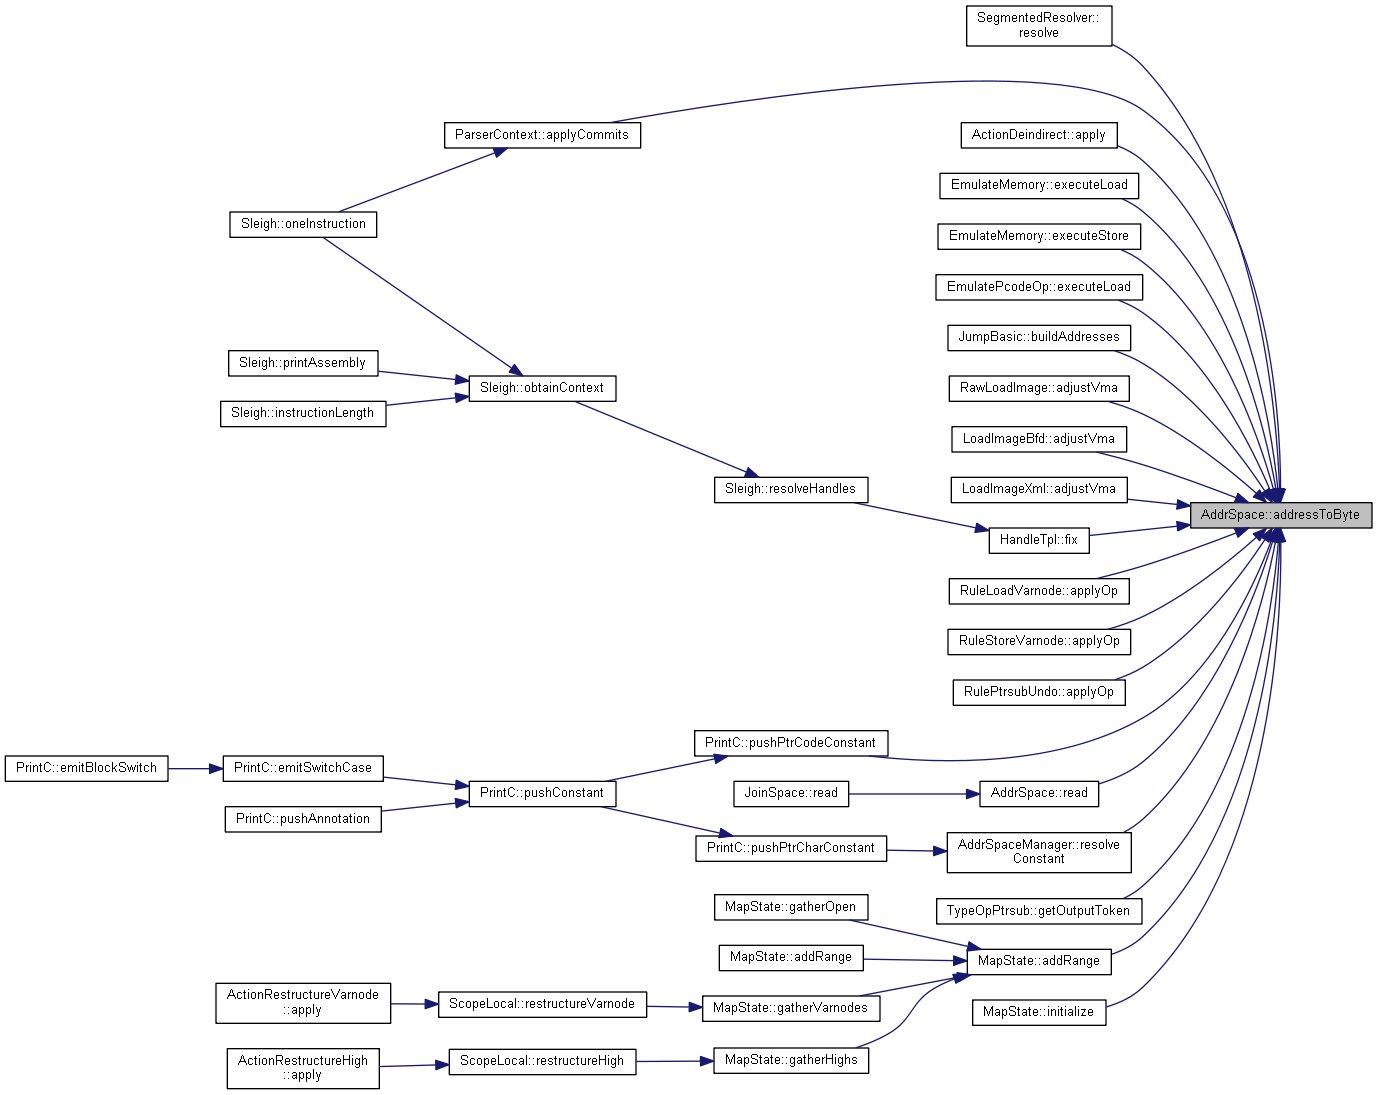 SegmentedResolver::
resolve
ParserContext::applyCommits
ActionDeindirect::apply
EmulateMemory::executeLoad
Sleigh::oneInstruction
EmulateMemory::executeStore
EmulatePcodeOp::executeLoad
JumpBasic::buildAddresses
Sleigh::printAssembly
Sleigh::obtainContext
RawLoadImage::adjustVma
Sleigh::instructionLength
LoadImageBfd::adjustVma
Sleigh::resolveHandles
LoadImageXml::adjustVma
AddrSpace::addressToByte
HandleTpl::fix
RuleLoadVarnode::applyOp
RuleStoreVarnode::applyOp
RulePtrsubUndo::applyOp
PrintC::pushPtrCodeConstant
PrintC::emitBlockSwitch
PrintC::emitSwitchCase
PrintC::pushConstant
JoinSpace::read
AddrSpace::read
PrintC::pushAnnotation
PrintC::pushPtrCharConstant
AddrSpaceManager::resolve
Constant
MapState::gatherOpen
TypeOpPtrsub::getOutputToken
MapState::addRange
MapState::addRange
ActionRestructureVarnode
::apply
ScopeLocal::restructureVarnode
MapState::gatherVarnodes
MapState::initialize
ActionRestructureHigh
::apply
ScopeLocal::restructureHigh
MapState::gatherHighs